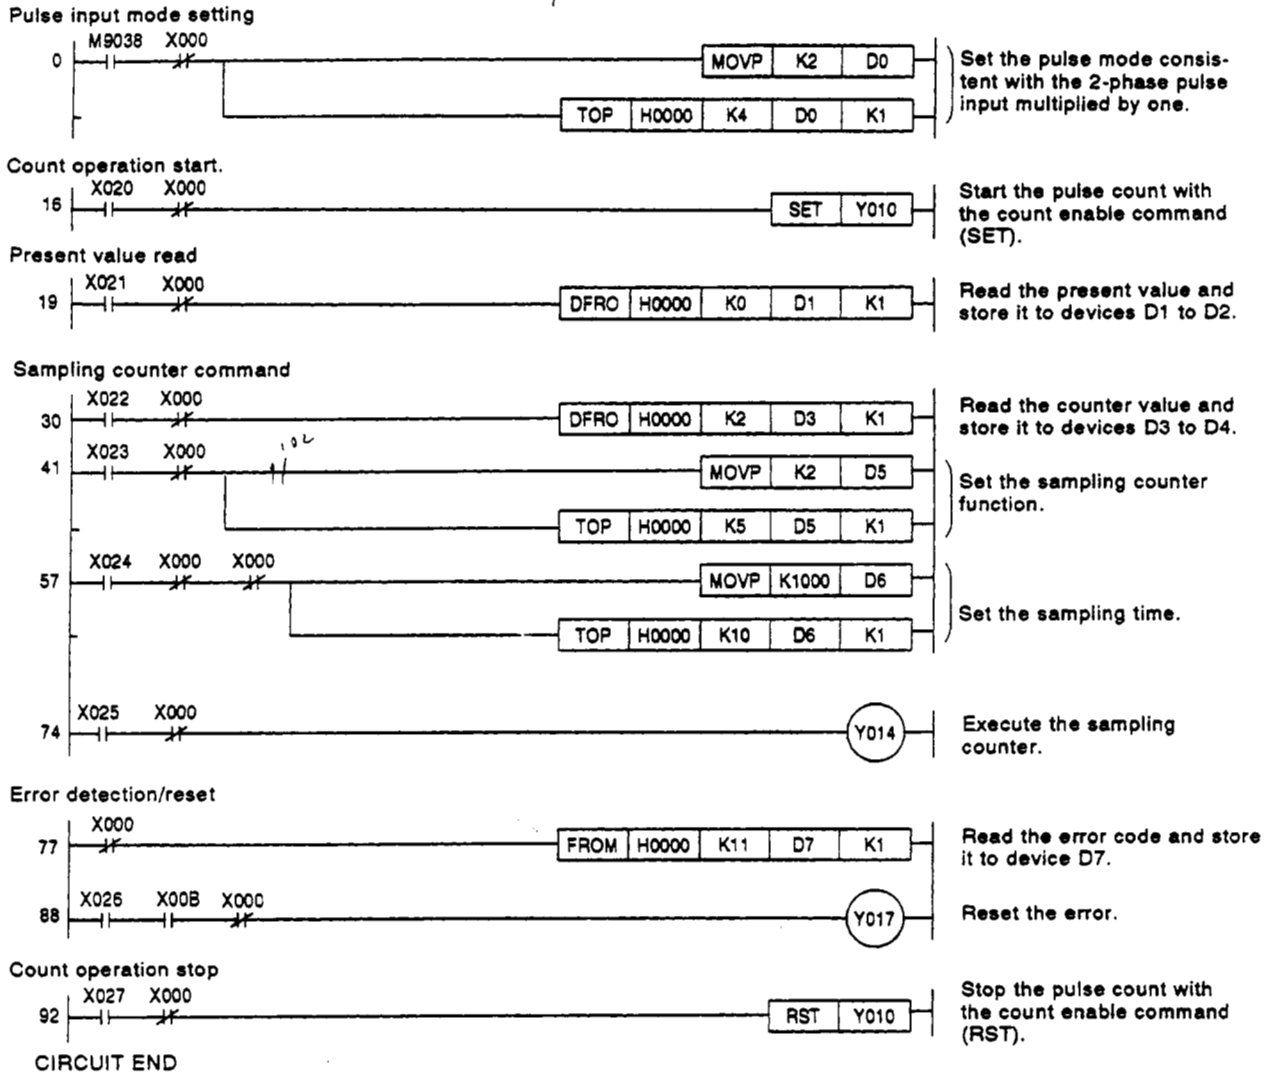 Pulse input mode setting
M9038 X000
0 MOVP K2 D0
TOP H0000 K4 D0 K1
Set the pulse mode consis-
tent with the 2-phase pulse
input multiplied by one.
Count operation start.
X020 X000
16 SET Y010
Start the pulse count with
the count enable command
(SET).
Present value read
X021 X000
19 DFRO H0000 K0 D1 K1
Read the present value and
store it to devices D1 to D2.
Sampling counter command
X022 X000
30 DFRO H0000 K2 D3 K1
Read the counter value and
store it to devices D3 to D4.
X023 X000 102
41 MOVP K2 D5
TOP H0000 K5 D5 K1
Set the sampling counter
function.
X024 X000 X000
57 MOVP K1000 D6
TOP H0000 K10 D6 K1
Set the sampling time.
X025 X000
74 Y014
Execute the sampling
counter.
Error detection/reset
X000
77 FROM H0000 K11 D7 K1
Read the error code and store
it to device D7.
X026 X00B X000
88 Y017
Reset the error.
Count operation stop
X027 X000
92 RST Y010
Stop the pulse count with
the count enable command
(RST).
CIRCUIT END